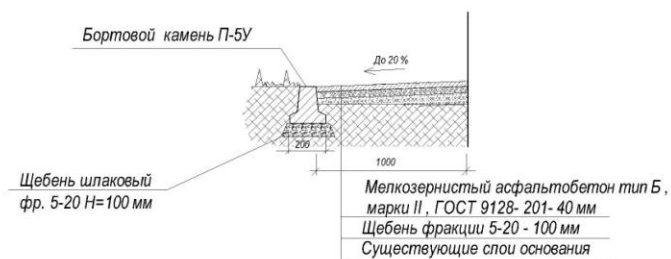 Бортовой камень П-5У
До 20 %
200
1000
Щебень шлаковый
фр. 5-20 Н=100 мм
Мелкозернистый асфальтобетон тип Б ,
марки II , ГОСТ 9128- 201- 40 мм
Щебень фракции 5-20 - 100 мм
Существующие слои основания